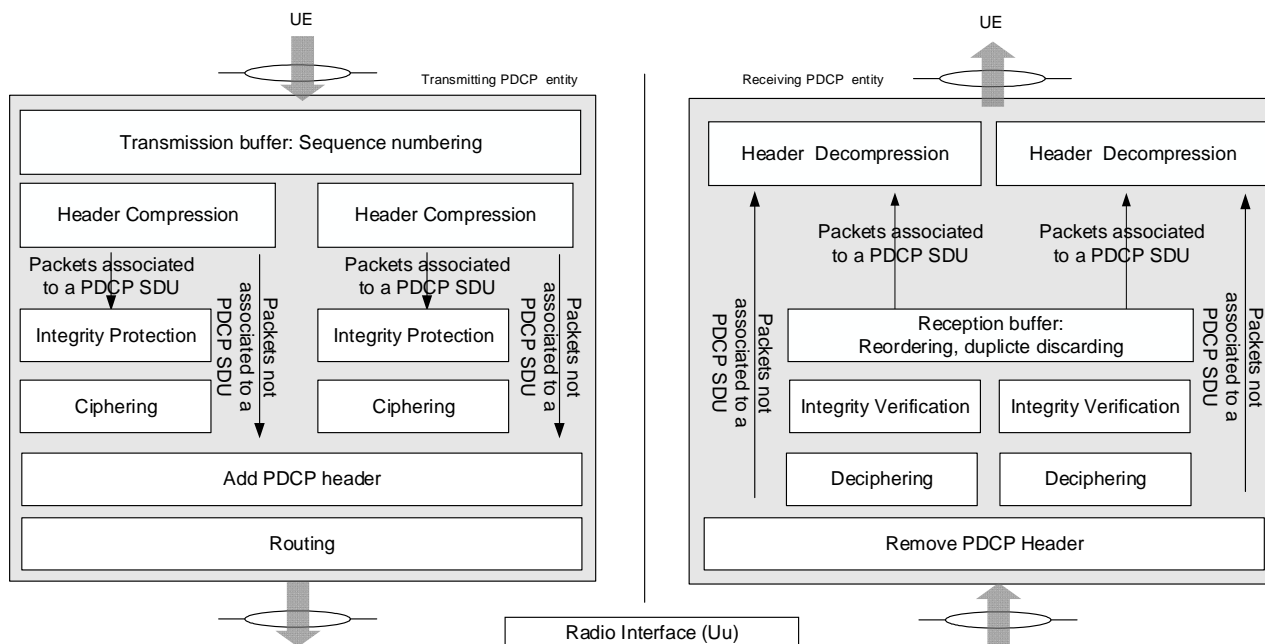 UE
Transmitting PDCP entity
Transmission buffer: Sequence numbering
Header Compression
Header Compression
Packets associated
to a PDCP SDU
Packets associated
to a PDCP SDU
Packets not
associated to a
PDCP SDU
Packets not
associated to a
PDCP SDU
Integrity Protection
Integrity Protection
Ciphering
Ciphering
Add PDCP header
Routing
UE
Receiving PDCP entity
Header Decompression
Header Decompression
Packets associated
to a PDCP SDU
Packets associated
to a PDCP SDU
Packets not
associated to a
PDCP SDU
Packets not
associated to a
PDCP SDU
Reception buffer:
Reordering, duplicte discarding
Integrity Verification
Integrity Verification
Deciphering
Deciphering
Remove PDCP Header
Radio Interface (Uu)